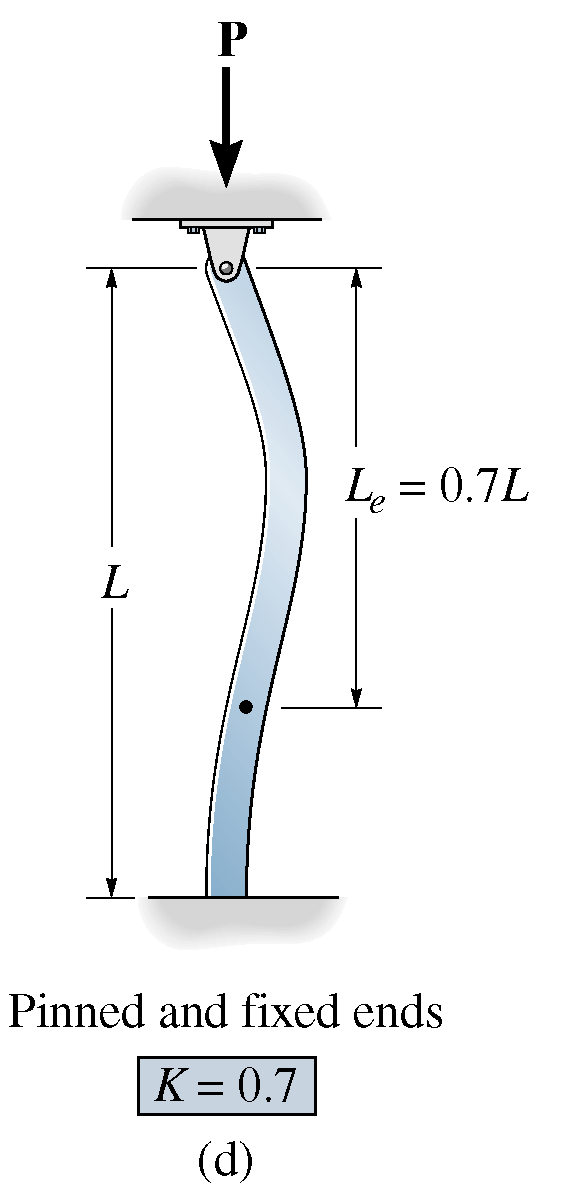 P
Lₑ = 0.7L
L
Pinned and fixed ends
K = 0.7
(d)